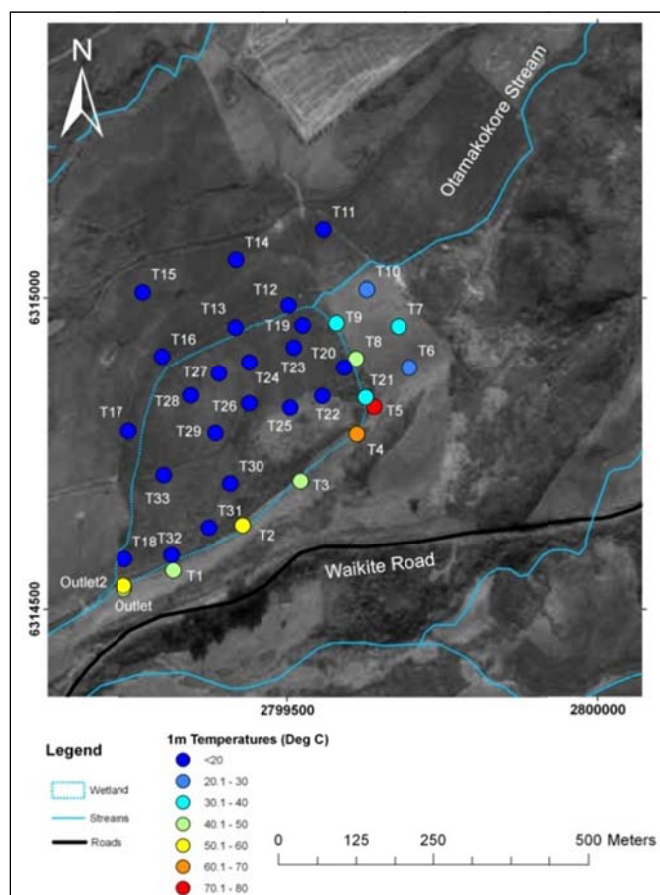 N
Otamakokore Stream
T11
T14
T10
T15
6315000
T12
T13
T19
T9
T7
T16
T8
T20
T23
T6
T27
T24
T21
T28
T26
T22
T5
T25
T17
T29
T4
T30
T3
T33
T31
T2
T18
T32
T1
Waikite Road
Outlet2
Outlet
6314500
2799500
2800000
Legend
Wetland
Streams
Roads
1m Temperatures (Deg C)
<20
20.1 - 30
30.1 - 40
40.1 - 50
50.1 - 60
60.1 - 70
70.1 - 80
0 125 250 500 Meters